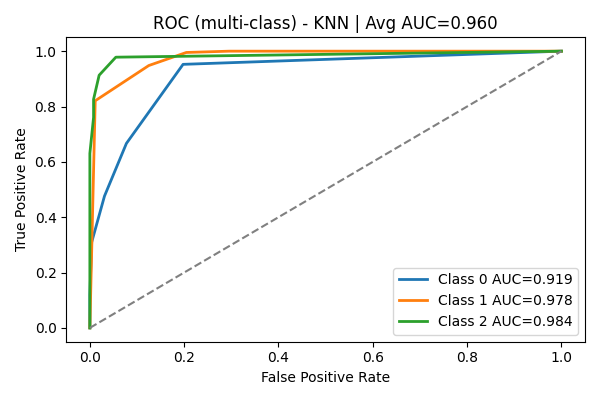 ROC (multi-class) - KNN | Avg AUC=0.960
True Positive Rate
1.0
0.8
0.6
0.4
0.2
0.0
0.0 0.2 0.4 0.6 0.8 1.0
False Positive Rate
Class 0 AUC=0.919
Class 1 AUC=0.978
Class 2 AUC=0.984